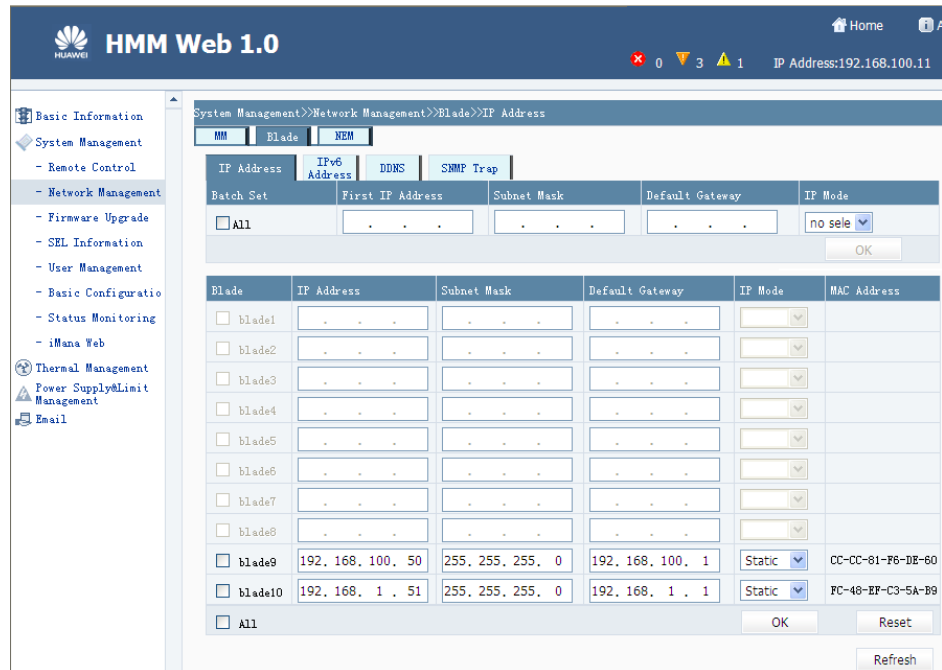 HUAWEI
HMM Web 1.0
Home
0 3 1 IP Address:192.168.100.11
Basic Information
System Management
- Remote Control
- Network Management
- Firmware Upgrade
- SEL Information
- User Management
- Basic Configuratio
- Status Monitoring
- iMana Web
Thermal Management
Power Supply&Limit
Management
Email
System Management>>Network Management>>Blade>>IP Address
MM Blade NEM
IP Address IPv6 Address DDNS SNMP Trap
Batch Set First IP Address Subnet Mask Default Gateway IP Mode
All . . . . . . . . . no sele
OK
Blade IP Address Subnet Mask Default Gateway IP Mode MAC Address
blade1 . . . . . . . . .
blade2 . . . . . . . . .
blade3 . . . . . . . . .
blade4 . . . . . . . . .
blade5 . . . . . . . . .
blade6 . . . . . . . . .
blade7 . . . . . . . . .
blade8 . . . . . . . . .
blade9 192. 168. 100. 50 255. 255. 255. 0 192. 168. 100. 1 Static CC-CC-81-F6-DE-60
blade10 192. 168. 1 . 51 255. 255. 255. 0 192. 168. 1 . 1 Static FC-48-EF-C3-5A-B9
All OK Reset
Refresh